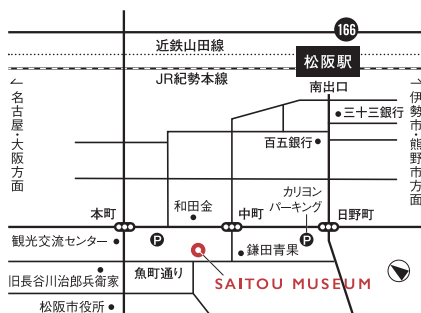 166
近鉄山田線
松阪駅
JR紀勢本線
南出口
←名古屋・大阪方面
伊勢市・熊野市方面→
三十三銀行
百五銀行
カリヨン
パーキング
和田金
本町
中町
日野町
観光交流センター
P
P
鎌田青果
旧長谷川治郎兵衛家
魚町通り
SAITOU MUSEUM
松阪市役所